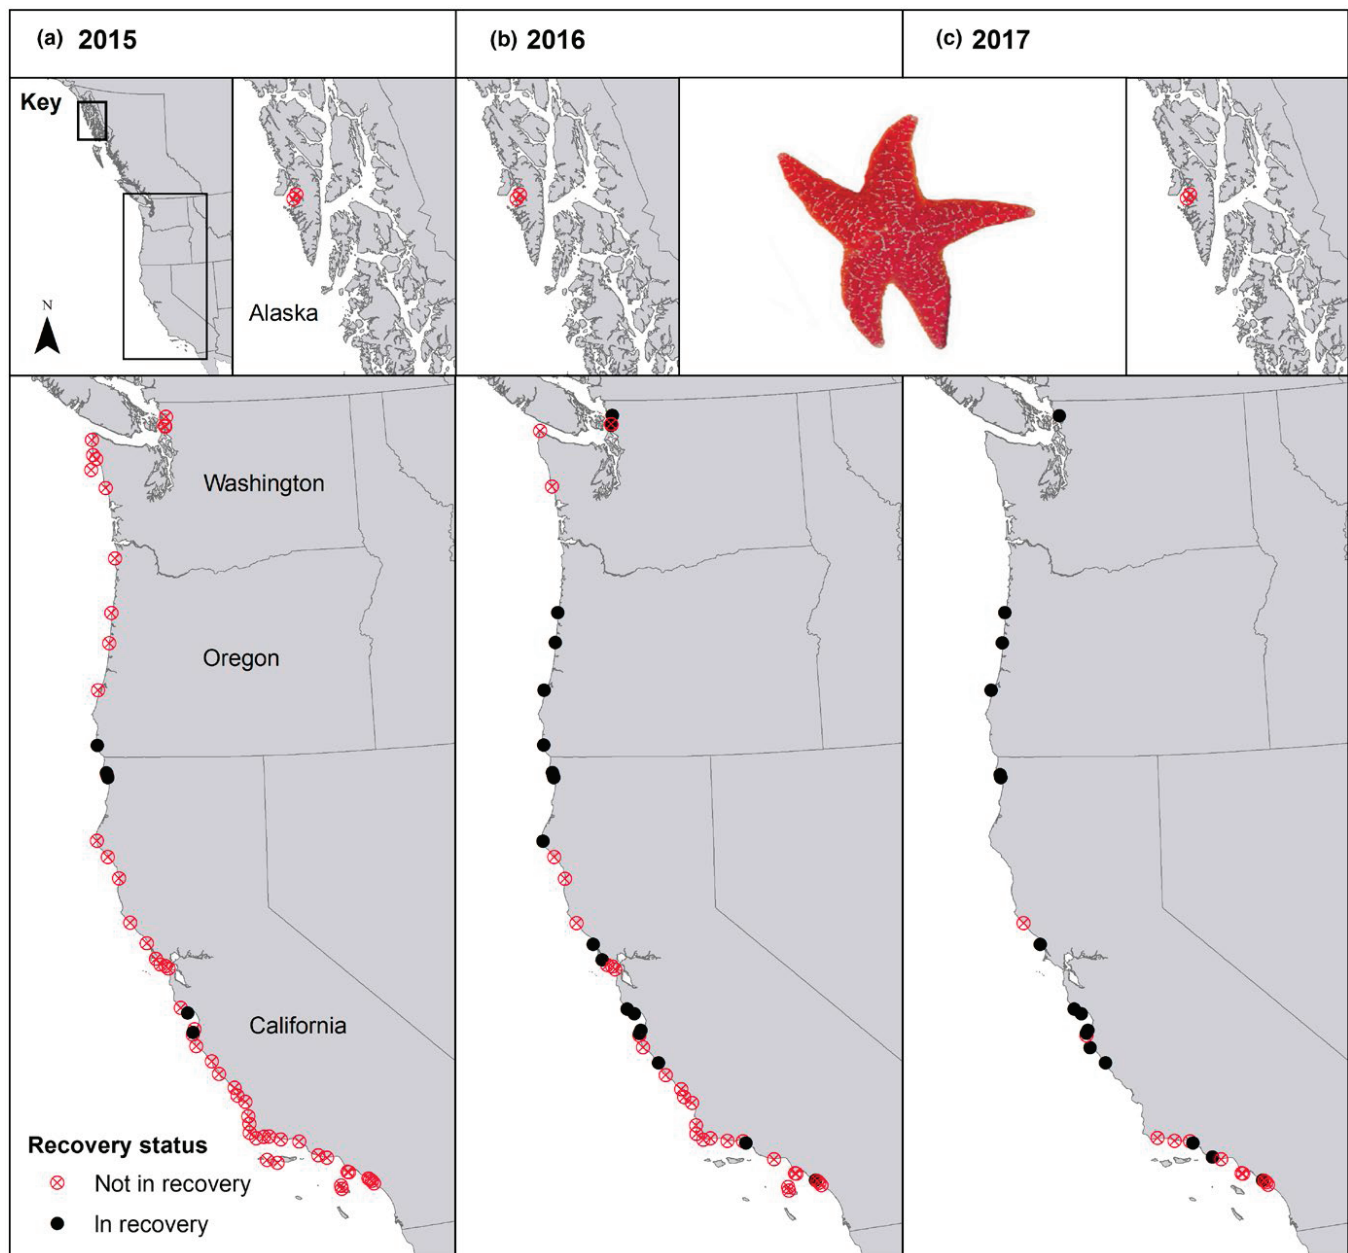 (a) 2015
(b) 2016
(c) 2017
Key
N
Alaska
Washington
Oregon
California
Recovery status
Not in recovery
In recovery